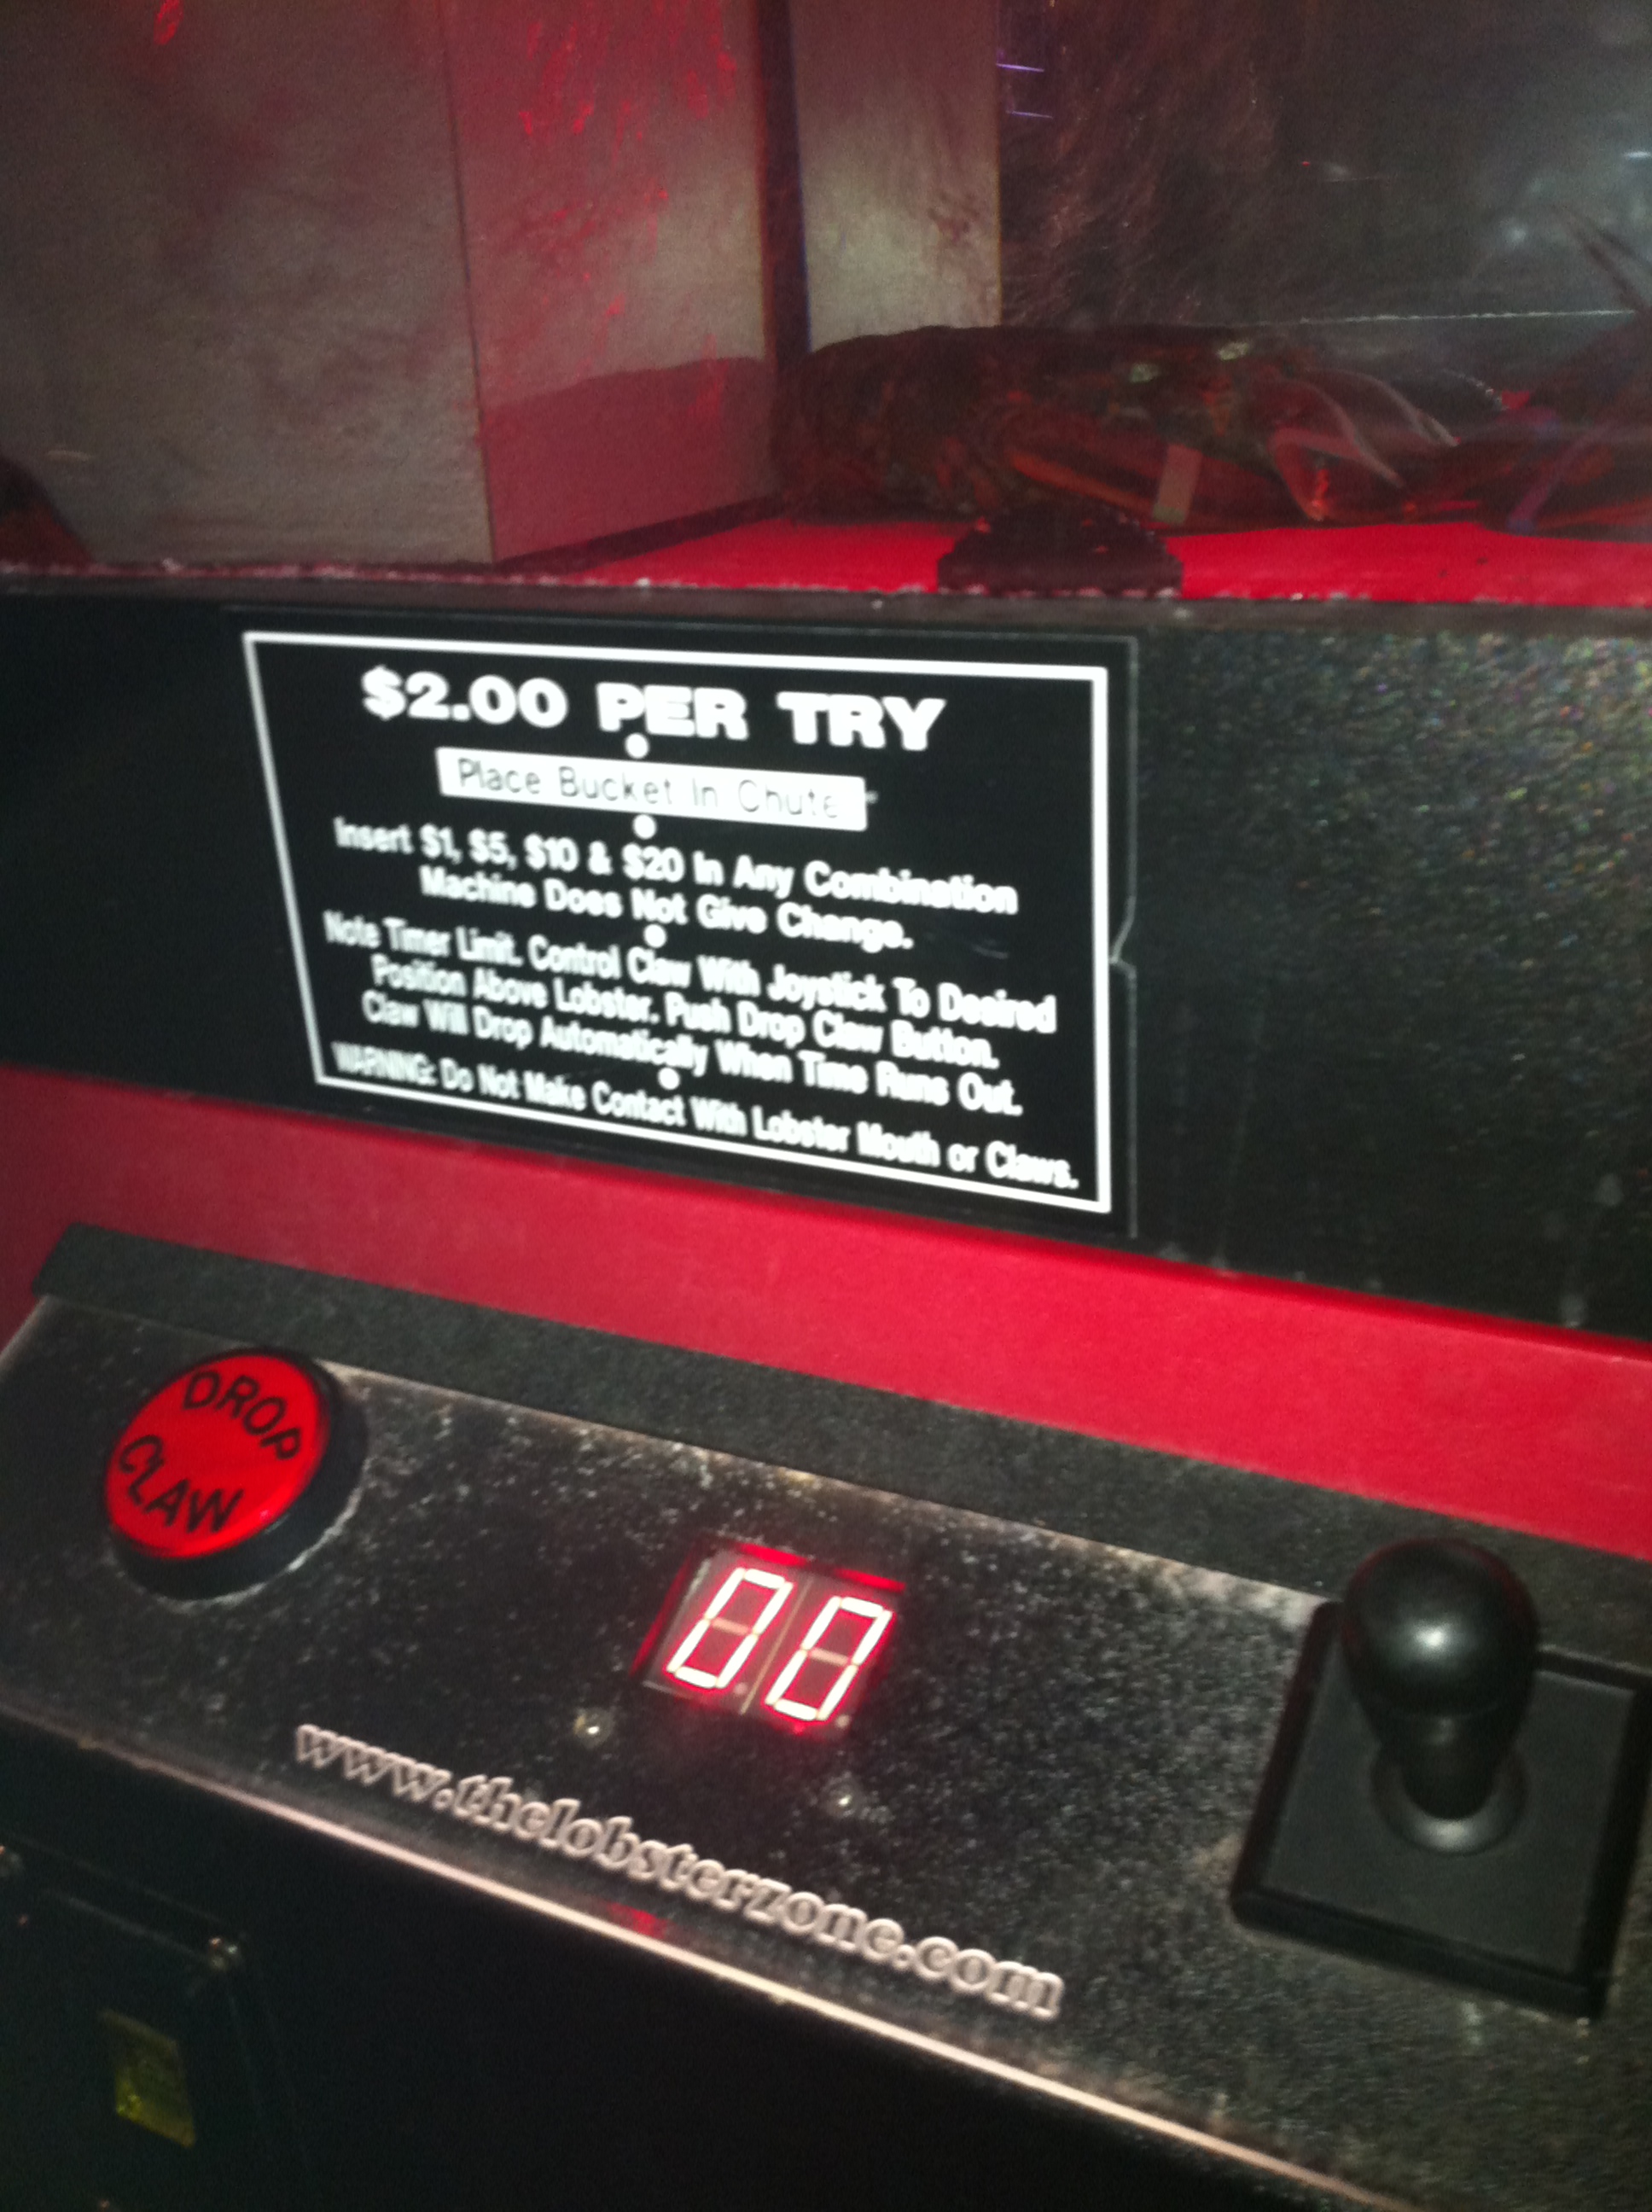 $2.00 PER TRY
Place Bucket In Chute
Insert $1, $5, $10 & $20 In Any Combination
Machine Does Not Give Change.
Note Timer Limit. Control Claw With Joystick To Desired
Position Above Lobster. Push Drop Claw Button.
Claw Will Drop Automatically When Time Runs Out.
WARNING: Do Not Make Contact With Lobster Mouth or Claws.
DROP
CLAW
00
www.thelobsterzone.com